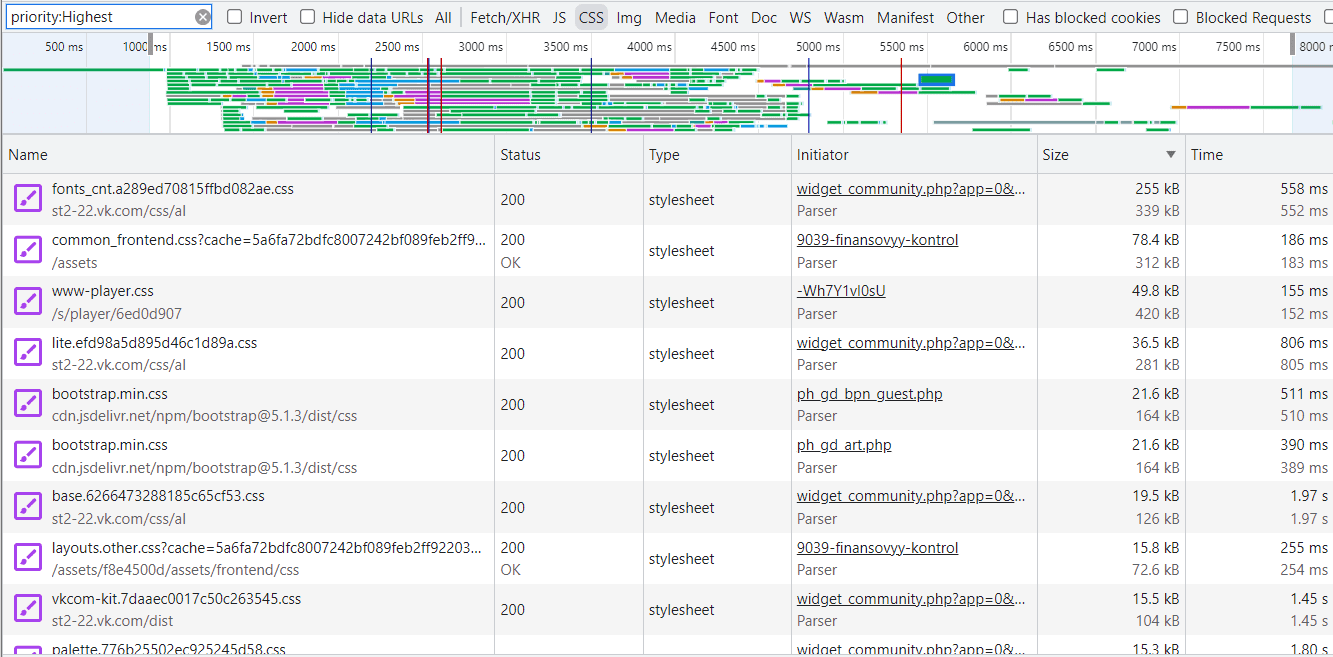 priority:Highest Invert Hide data URLs All Fetch/XHR JS CSS Img Media Font Doc WS Wasm Manifest Other Has blocked cookies Blocked Requests
500 ms 1000 ms 1500 ms 2000 ms 2500 ms 3000 ms 3500 ms 4000 ms 4500 ms 5000 ms 5500 ms 6000 ms 6500 ms 7000 ms 7500 ms 8000
Name Status Type Initiator Size Time
fonts_cnt.a289ed70815ffbd082ae.css 200 stylesheet widget_community.php?app=0&... 255 kB 558 ms
st2-22.vk.com/css/al Parser 339 kB 552 ms
common_frontend.css?cache=5a6fa72bdfc8007242bf089feb2ff9... 200 stylesheet 9039-finansovyy-kontrol 78.4 kB 186 ms
/assets OK Parser 312 kB 183 ms
www-player.css 200 stylesheet -Wh7Y1vl0sU 49.8 kB 155 ms
/s/player/6ed0d907 Parser 420 kB 152 ms
lite.efd98a5d895d46c1d89a.css 200 stylesheet widget_community.php?app=0&... 36.5 kB 806 ms
st2-22.vk.com/css/al Parser 281 kB 805 ms
bootstrap.min.css 200 stylesheet ph_gd_bpn_guest.php 21.6 kB 511 ms
cdn.jsdelivr.net/npm/bootstrap@5.1.3/dist/css Parser 164 kB 510 ms
bootstrap.min.css 200 stylesheet ph_gd_art.php 21.6 kB 390 ms
cdn.jsdelivr.net/npm/bootstrap@5.1.3/dist/css Parser 164 kB 389 ms
base.6266473288185c65cf53.css 200 stylesheet widget_community.php?app=0&... 19.5 kB 1.97 s
st2-22.vk.com/css/al Parser 126 kB 1.97 s
layouts.other.css?cache=5a6fa72bdfc8007242bf089feb2ff92203... 200 stylesheet 9039-finansovyy-kontrol 15.8 kB 255 ms
/assets/f8e4500d/assets/frontend/css OK Parser 72.6 kB 254 ms
vkcom-kit.7daaec0017c50c263545.css 200 stylesheet widget_community.php?app=0&... 15.5 kB 1.45 s
st2-22.vk.com/dist Parser 104 kB 1.45 s
palette.776b25502ec925245d58.css widget_community.php?app=0&... 15.3 kB 1.80 s